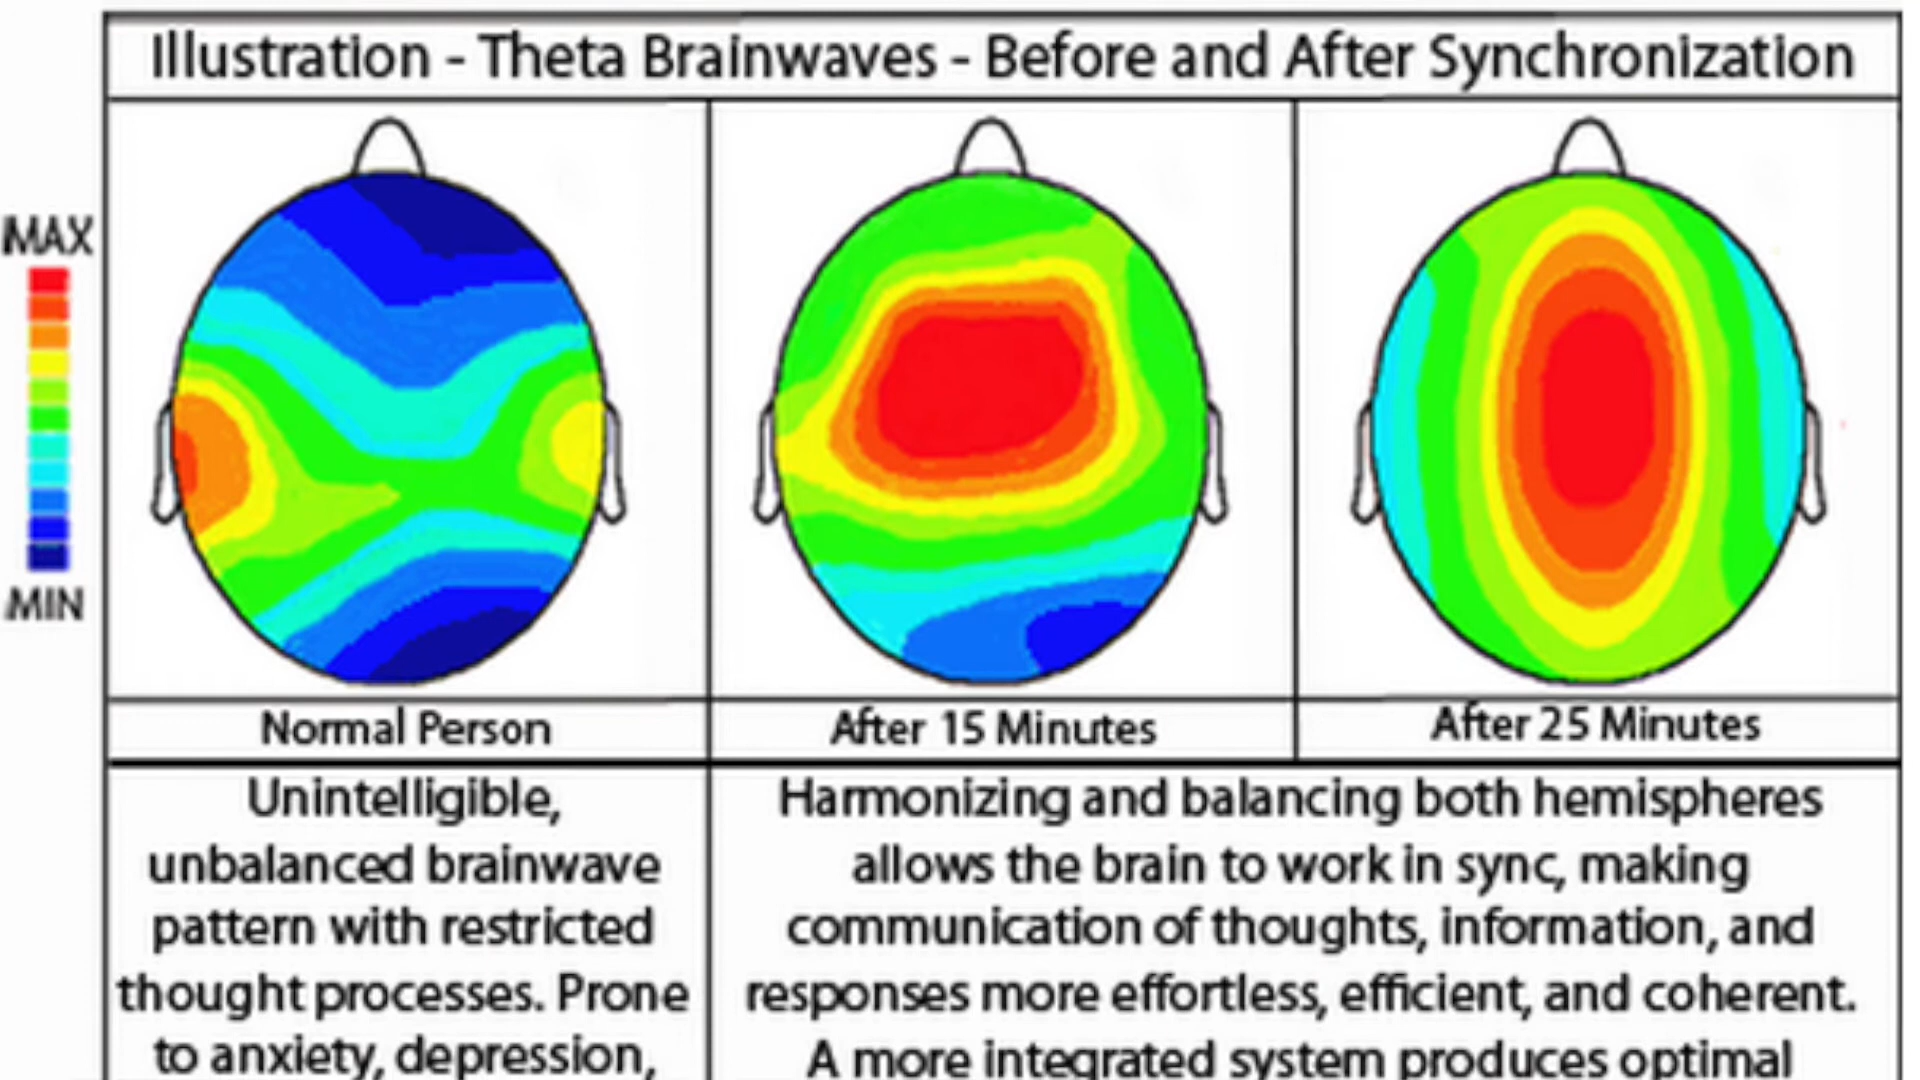 Illustration - Theta Brainwaves - Before and After Synchronization
MAX
MIN
Normal Person
After 15 Minutes
After 25 Minutes
Unintelligible,
unbalanced brainwave
pattern with restricted
thought processes. Prone
to anxiety, depression,
Harmonizing and balancing both hemispheres
allows the brain to work in sync, making
communication of thoughts, information, and
responses more effortless, efficient, and coherent.
A more integrated system produces optimal